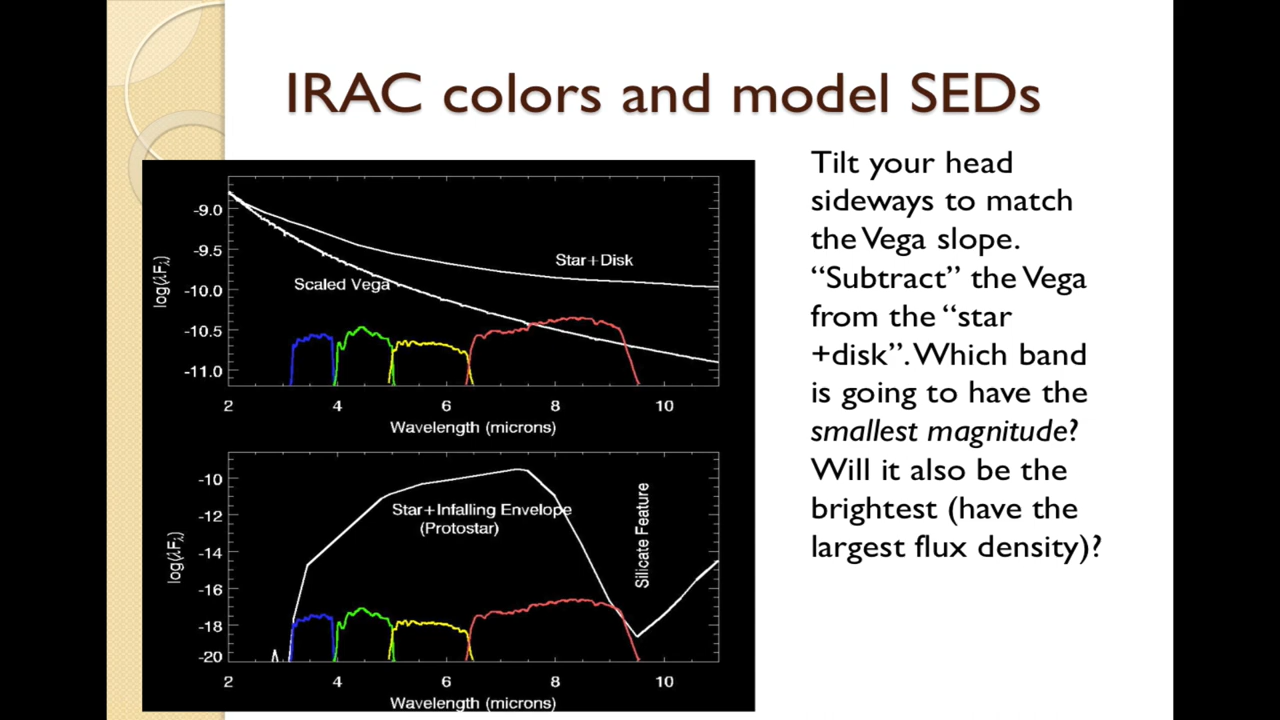 IRAC colors and model SEDs
Tilt your head
sideways to match
the Vega slope.
“Subtract” the Vega
from the “star
+disk”. Which band
is going to have the
smallest magnitude?
Will it also be the
brightest (have the
largest flux density)?
log(λFλ)
-9.0
-9.5
-10.0
-10.5
-11.0
Star+Disk
Scaled Vega
2 4 6 8 10
Wavelength (microns)
log(λFλ)
-10
-12
-14
-16
-18
-20
Star+Infalling Envelope
(Protostar)
Silicate Feature
2 4 6 8 10
Wavelength (microns)